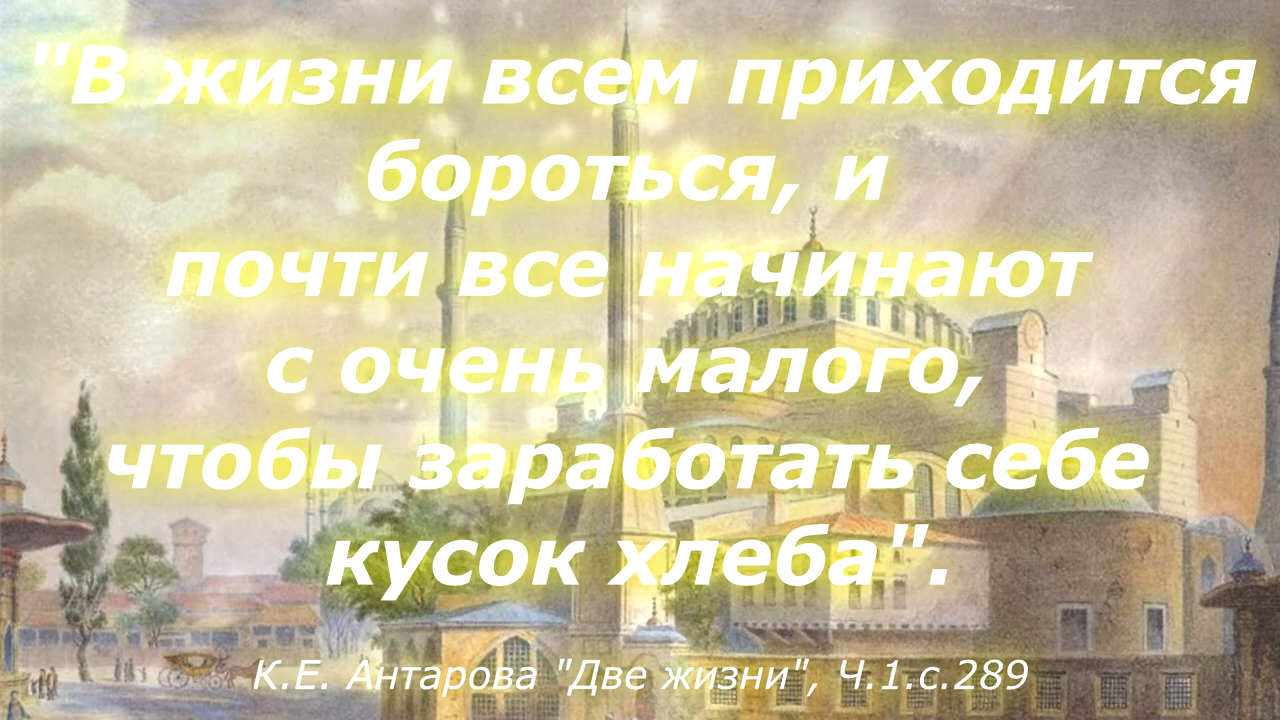 "В жизни всем приходится
бороться, и
почти все начинают
с очень малого,
чтобы заработать себе
кусок хлеба".
К.Е. Антарова "Две жизни", Ч.1.с.289